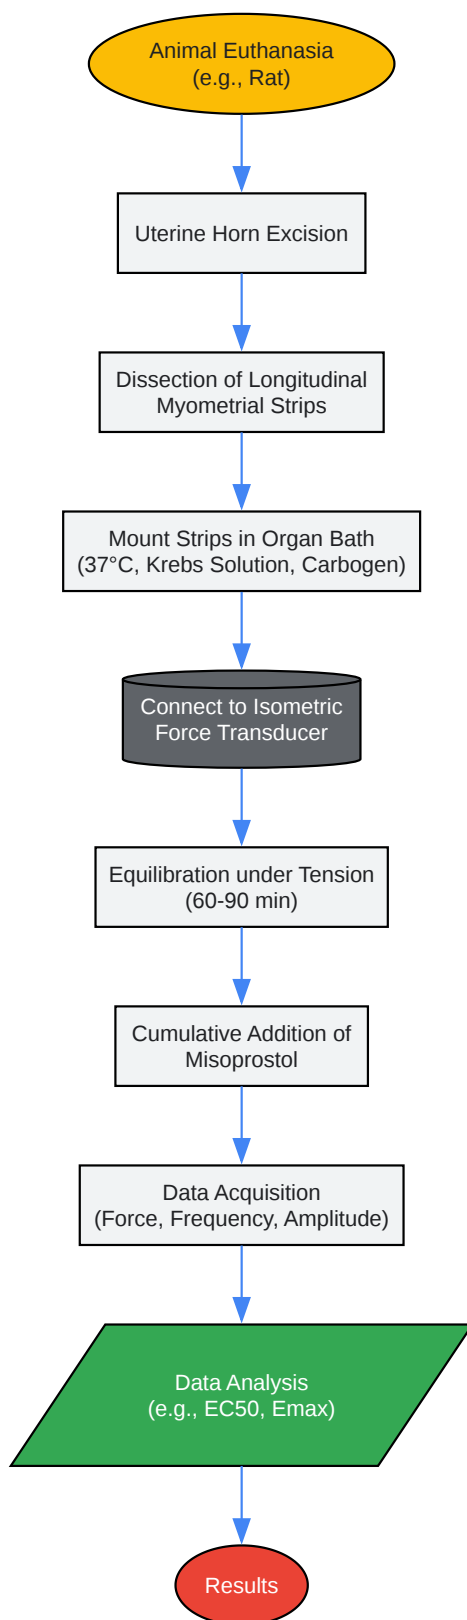 Animal Euthanasia
(e.g., Rat)
Uterine Horn Excision
Dissection of Longitudinal
Myometrial Strips
Mount Strips in Organ Bath
(37°C, Krebs Solution, Carbogen)
Connect to Isometric
Force Transducer
Equilibration under Tension
(60-90 min)
Cumulative Addition of
Misoprostol
Data Acquisition
(Force, Frequency, Amplitude)
Data Analysis
(e.g., EC50, Emax)
Results